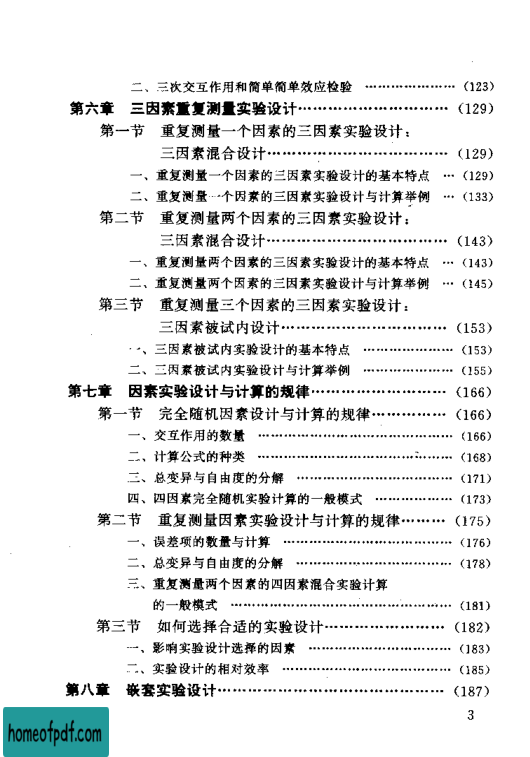 二、三次交互作用和简单简单效应检验 …………………（123）
第六章 三因素重复测量实验设计…………………………（129）
第一节 重复测量一个因素的三因素实验设计：
三因素混合设计………………………………（129）
一、重复测量一个因素的三因素实验设计的基本特点 …（129）
二、重复测量一个因素的三因素实验设计与计算举例 …（133）
第二节 重复测量两个因素的三因素实验设计：
三因素混合设计………………………………（143）
一、重复测量两个因素的三因素实验设计的基本特点 …（143）
二、重复测量两个因素的三因素实验设计与计算举例 …（145）
第三节 重复测量三个因素的三因素实验设计：
三因素被试内设计……………………………（153）
一、三因素被试内实验设计的基本特点 …………………（153）
二、三因素被试内实验设计与计算举例 …………………（155）
第七章 因素实验设计与计算的规律………………………（166）
第一节 完全随机因素设计与计算的规律……………（166）
一、交互作用的数量 ………………………………………（166）
二、计算公式的种类 ………………………………………（168）
三、总变异与自由度的分解 ………………………………（171）
四、四因素完全随机实验计算的一般模式 ………………（173）
第二节 重复测量因素实验设计与计算的规律………（175）
一、误差项的数量与计算 …………………………………（176）
二、总变异与自由度的分解 ………………………………（178）
三、重复测量两个因素的四因素混合实验计算
的一般模式 ……………………………………………（181）
第三节 如何选择合适的实验设计……………………（182）
一、影响实验设计选择的因素 ……………………………（183）
二、实验设计的相对效率 …………………………………（185）
第八章 嵌套实验设计………………………………………（187）
3
homeofpdf.com